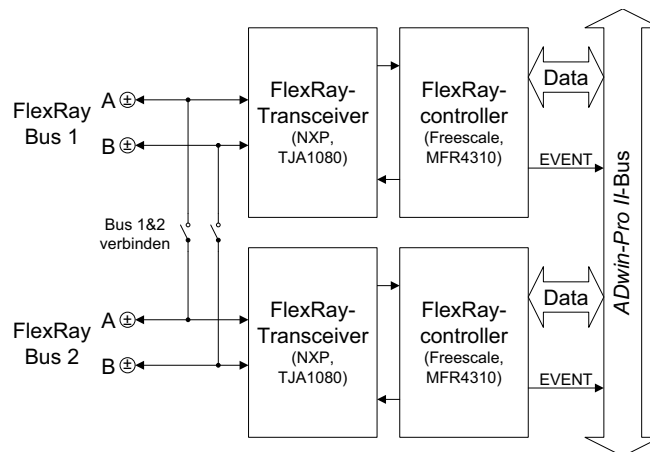 FlexRay
Bus 1
A
B
FlexRay-
Transceiver
(NXP,
TJA1080)
FlexRay-
controller
(Freescale,
MFR4310)
Data
EVENT
Bus 1&2
verbinden
FlexRay
Bus 2
A
B
FlexRay-
Transceiver
(NXP,
TJA1080)
FlexRay-
controller
(Freescale,
MFR4310)
Data
EVENT
ADwin-Pro II-Bus